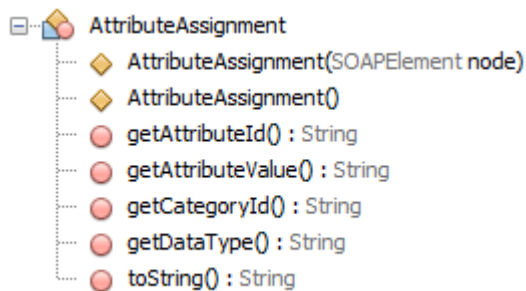 AttributeAssignment
AttributeAssignment(SOAPElement node)
AttributeAssignment()
getAttributeId() : String
getAttributeValue() : String
getCategoryId() : String
getDataType() : String
toString() : String